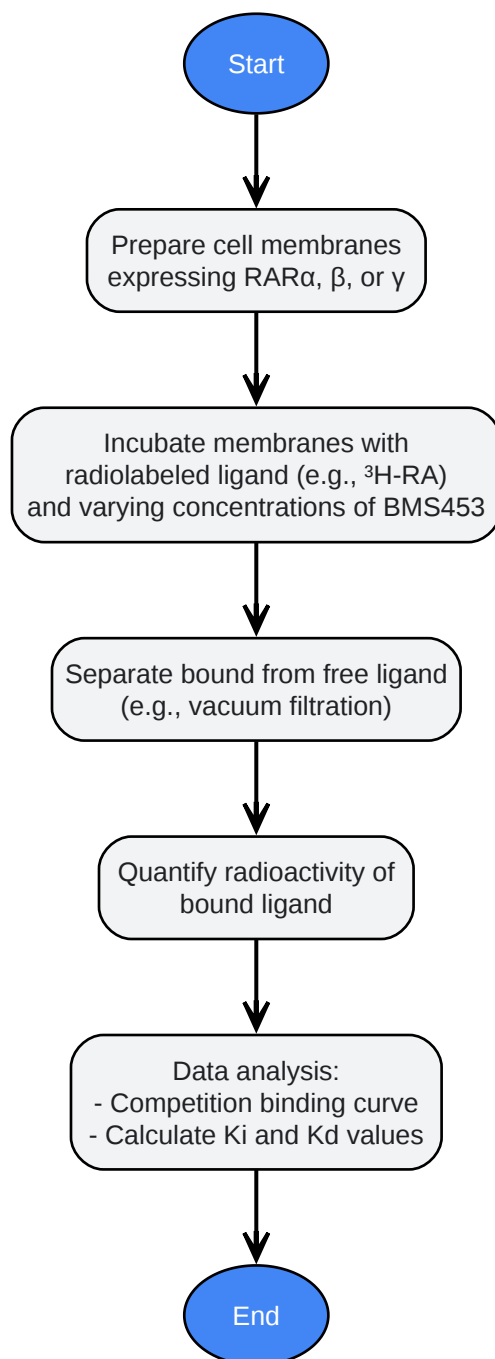 Start
Prepare cell membranes
expressing RARα, β, or γ
Incubate membranes with
radiolabeled ligand (e.g., ³H-RA)
and varying concentrations of BMS453
Separate bound from free ligand
(e.g., vacuum filtration)
Quantify radioactivity of
bound ligand
Data analysis:
- Competition binding curve
- Calculate Ki and Kd values
End